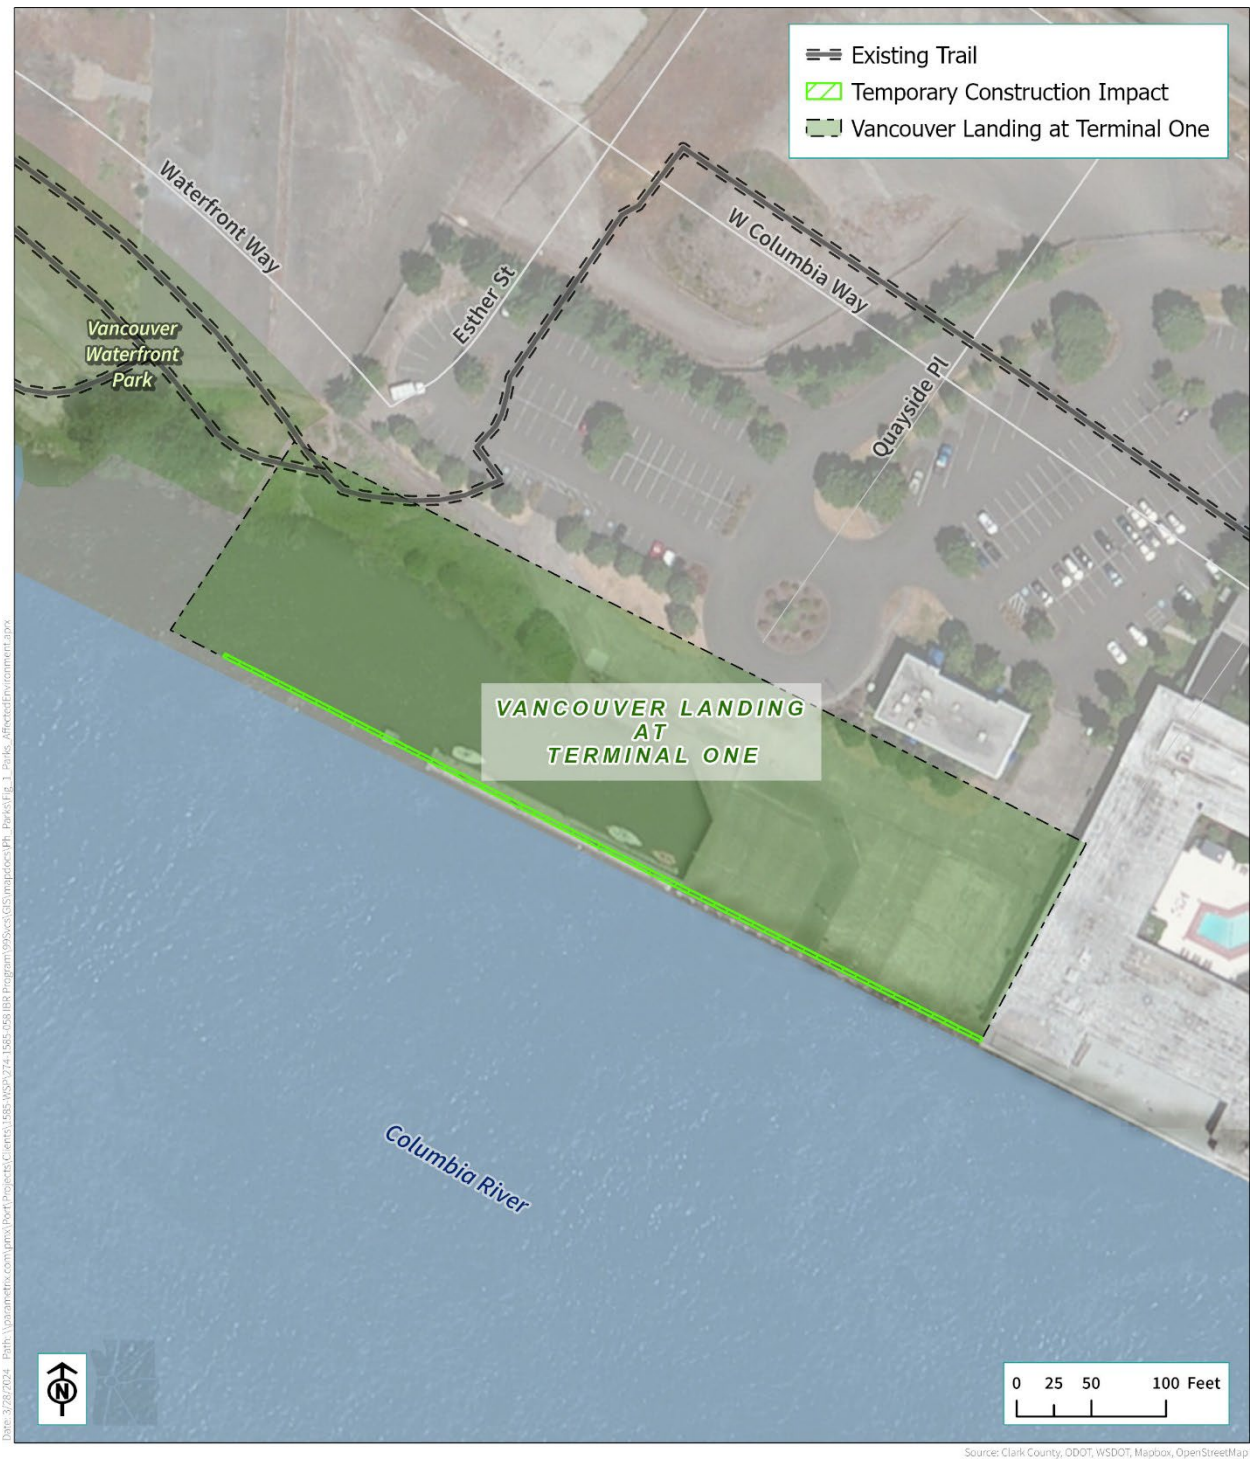 Existing Trail
Temporary Construction Impact
Vancouver Landing at Terminal One
Waterfront Way
Esther St
W Columbia Way
Quayside Pl
Vancouver
Waterfront
Park
VANCOUVER LANDING
AT
TERMINAL ONE
Columbia River
N
0 25 50 100 Feet
Source: Clark County, ODOT, WSDOT, Mapbox, OpenStreetMap
Date: 3/28/2024